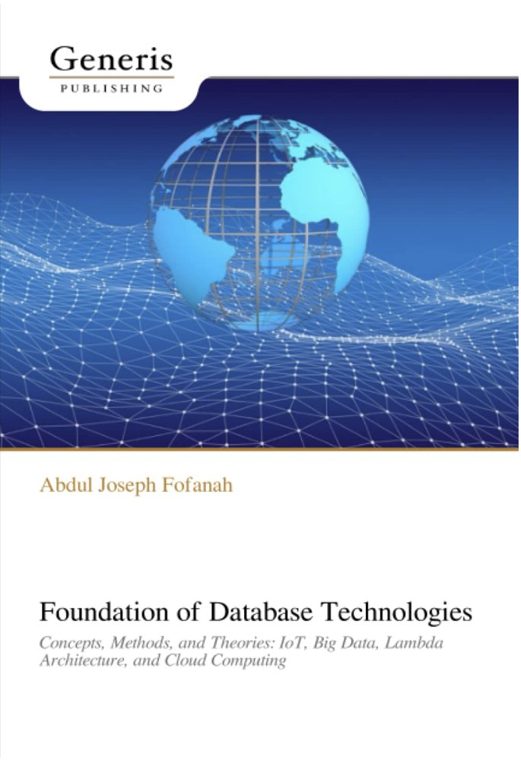 Generis
PUBLISHING
Abdul Joseph Fofanah
Foundation of Database Technologies
Concepts, Methods, and Theories: IoT, Big Data, Lambda
Architecture, and Cloud Computing